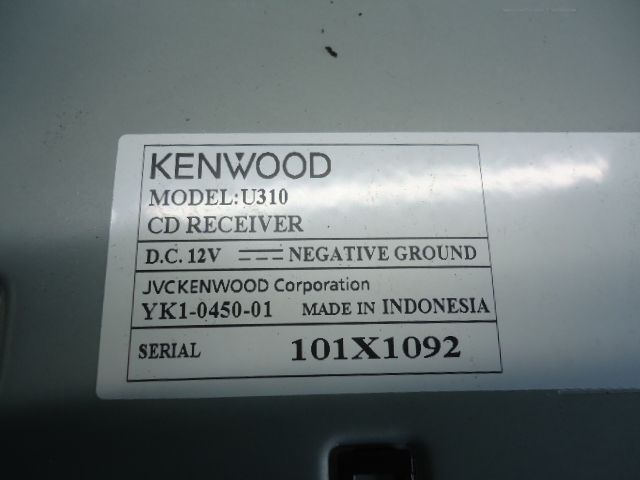 KENWOOD
MODEL:U310
CD RECEIVER
D.C. 12V NEGATIVE GROUND
JVCKENWOOD Corporation
YK1-0450-01 MADE IN INDONESIA
SERIAL 101X1092